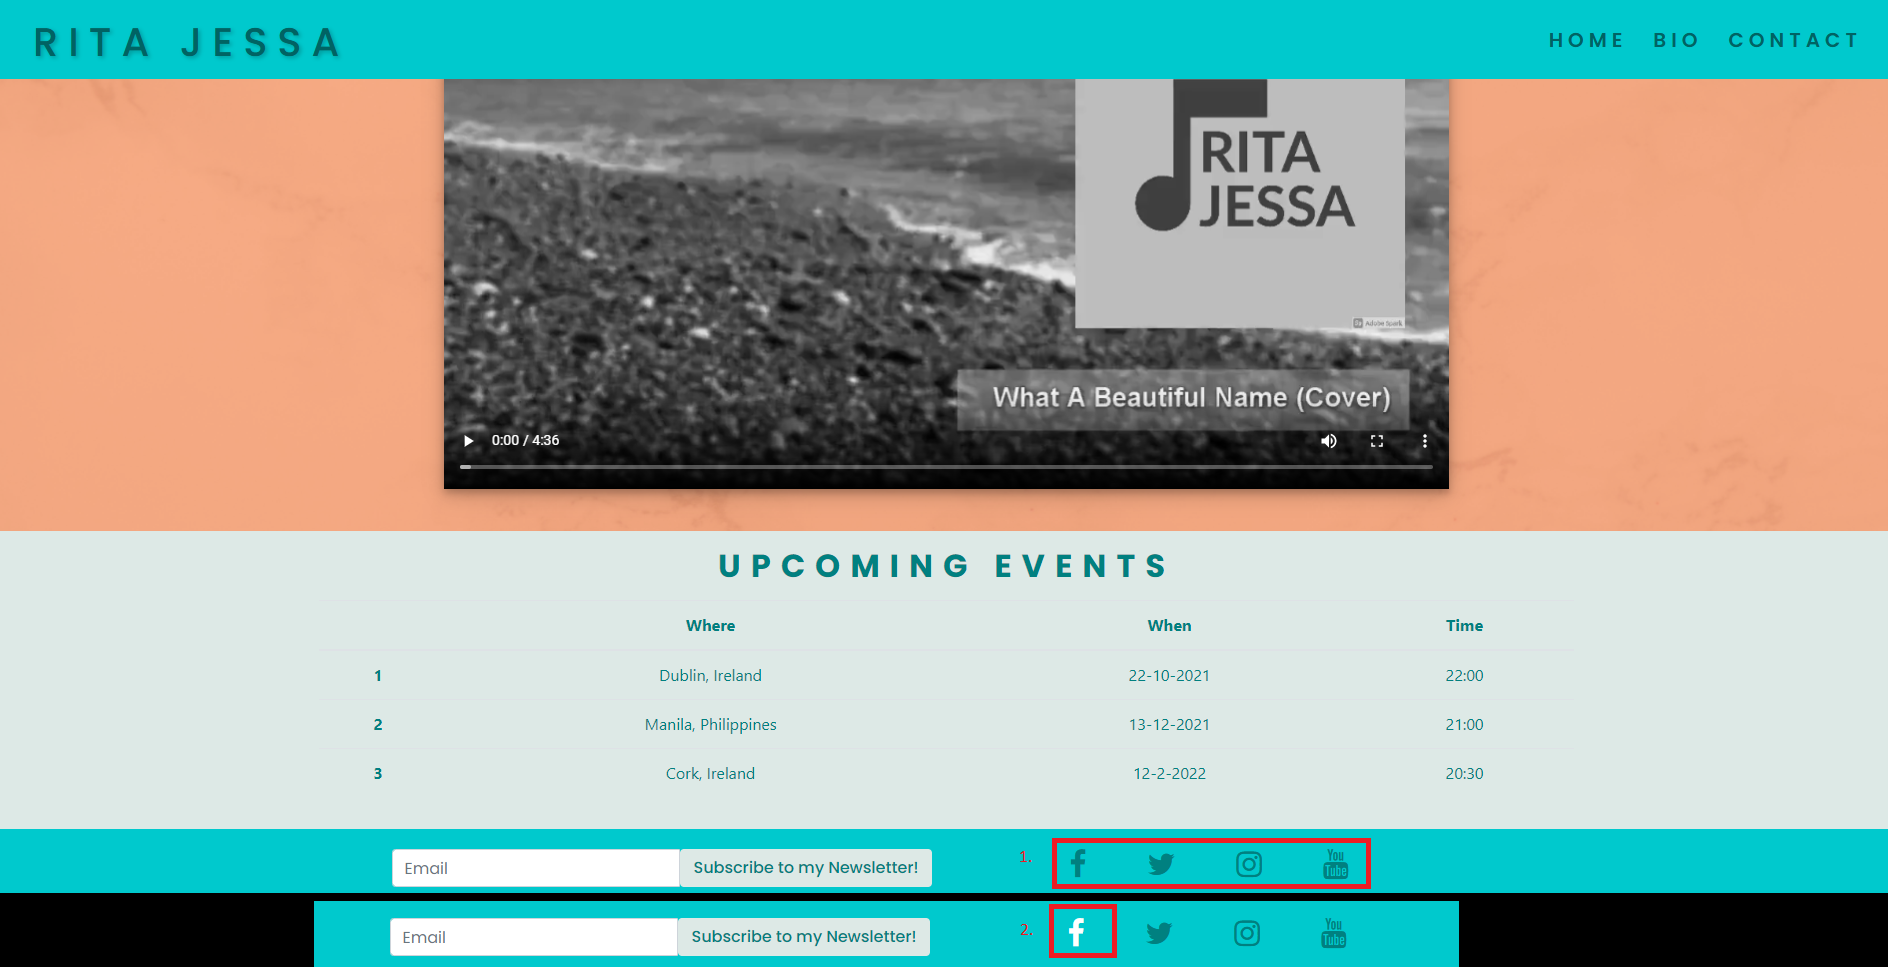 RITA JESSA
HOME BIO CONTACT
RITA
JESSA
Adobe Spark
What A Beautiful Name (Cover)
0:00 / 4:36
UPCOMING EVENTS
Where When Time
1 Dublin, Ireland 22-10-2021 22:00
2 Manila, Philippines 13-12-2021 21:00
3 Cork, Ireland 12-2-2022 20:30
Email Subscribe to my Newsletter! 1. You Tube
Email Subscribe to my Newsletter! 2. You Tube